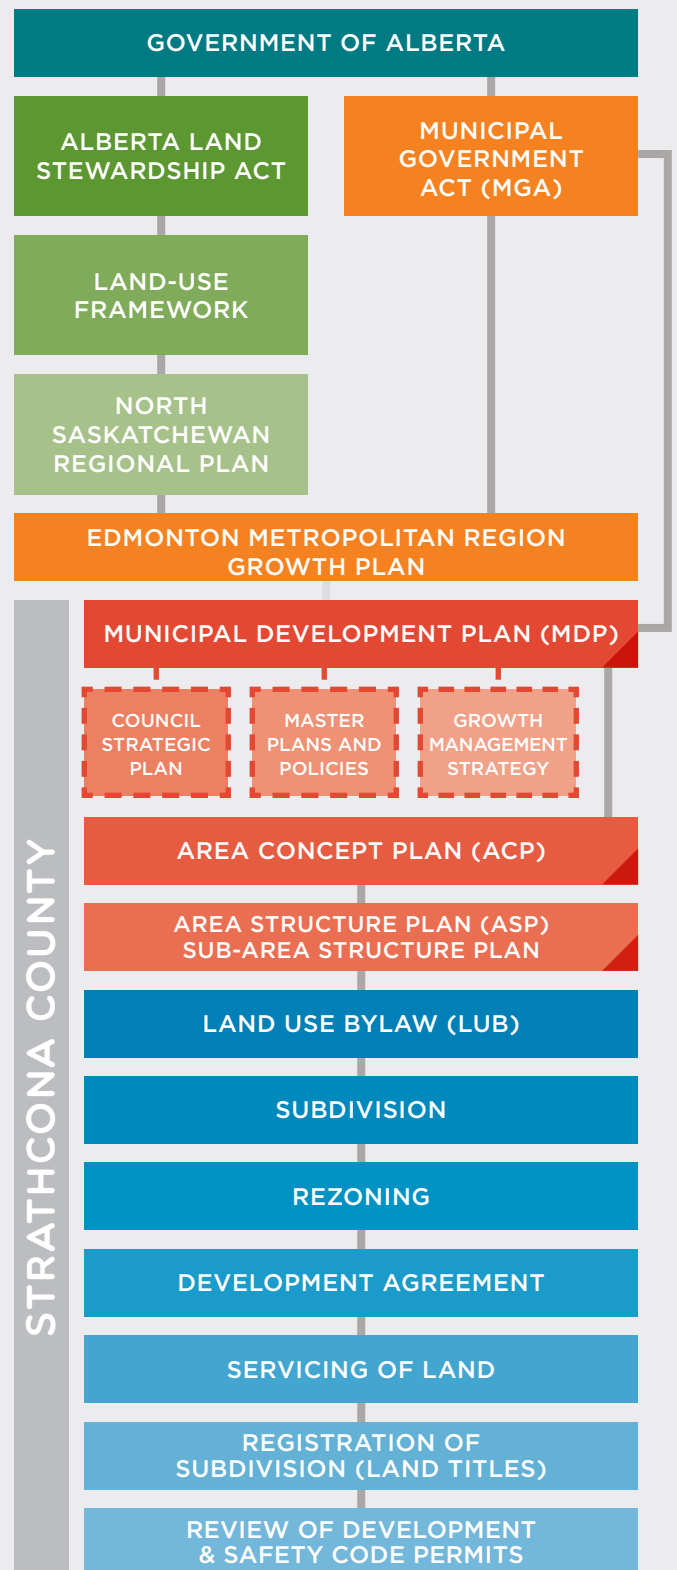 GOVERNMENT OF ALBERTA
ALBERTA LAND
STEWARDSHIP ACT
MUNICIPAL
GOVERNMENT
ACT (MGA)
LAND-USE
FRAMEWORK
NORTH
SASKATCHEWAN
REGIONAL PLAN
EDMONTON METROPOLITAN REGION
GROWTH PLAN
STRATHCONA COUNTY
MUNICIPAL DEVELOPMENT PLAN (MDP)
COUNCIL
STRATEGIC
PLAN
MASTER
PLANS AND
POLICIES
GROWTH
MANAGEMENT
STRATEGY
AREA CONCEPT PLAN (ACP)
AREA STRUCTURE PLAN (ASP)
SUB-AREA STRUCTURE PLAN
LAND USE BYLAW (LUB)
SUBDIVISION
REZONING
DEVELOPMENT AGREEMENT
SERVICING OF LAND
REGISTRATION OF
SUBDIVISION (LAND TITLES)
REVIEW OF DEVELOPMENT
& SAFETY CODE PERMITS